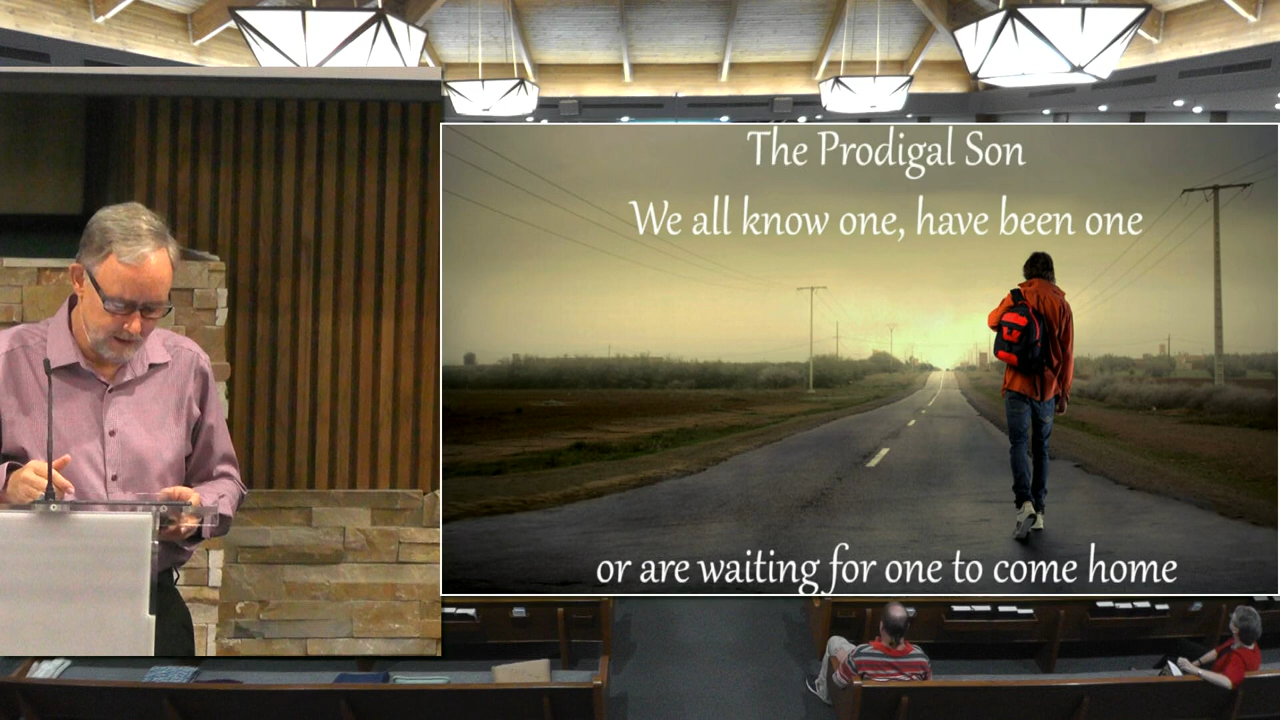 The Prodigal Son
We all know one, have been one
or are waiting for one to come home